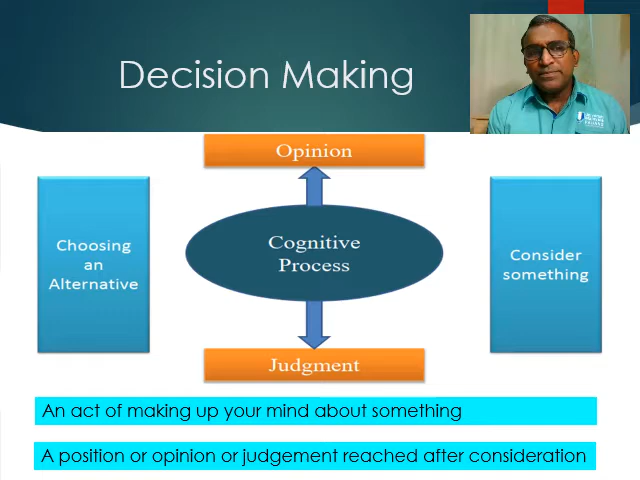 Decision Making
Opinion
Choosing
an
Alternative
Cognitive
Process
Consider
something
Judgment
An act of making up your mind about something
A position or opinion or judgement reached after consideration